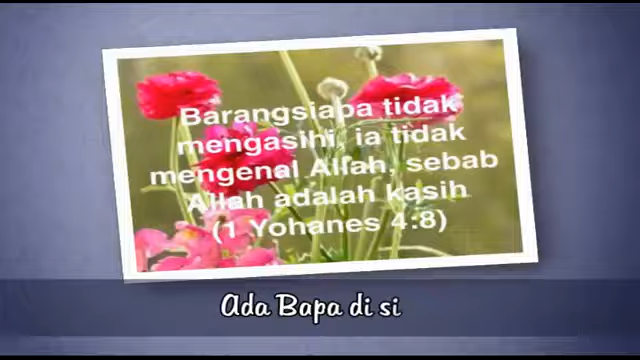 Barangsiapa tidak
mengasihi, ia tidak
mengenal Allah, sebab
Allah adalah kasih
(1 Yohanes 4:8)
Ada Bapa di si